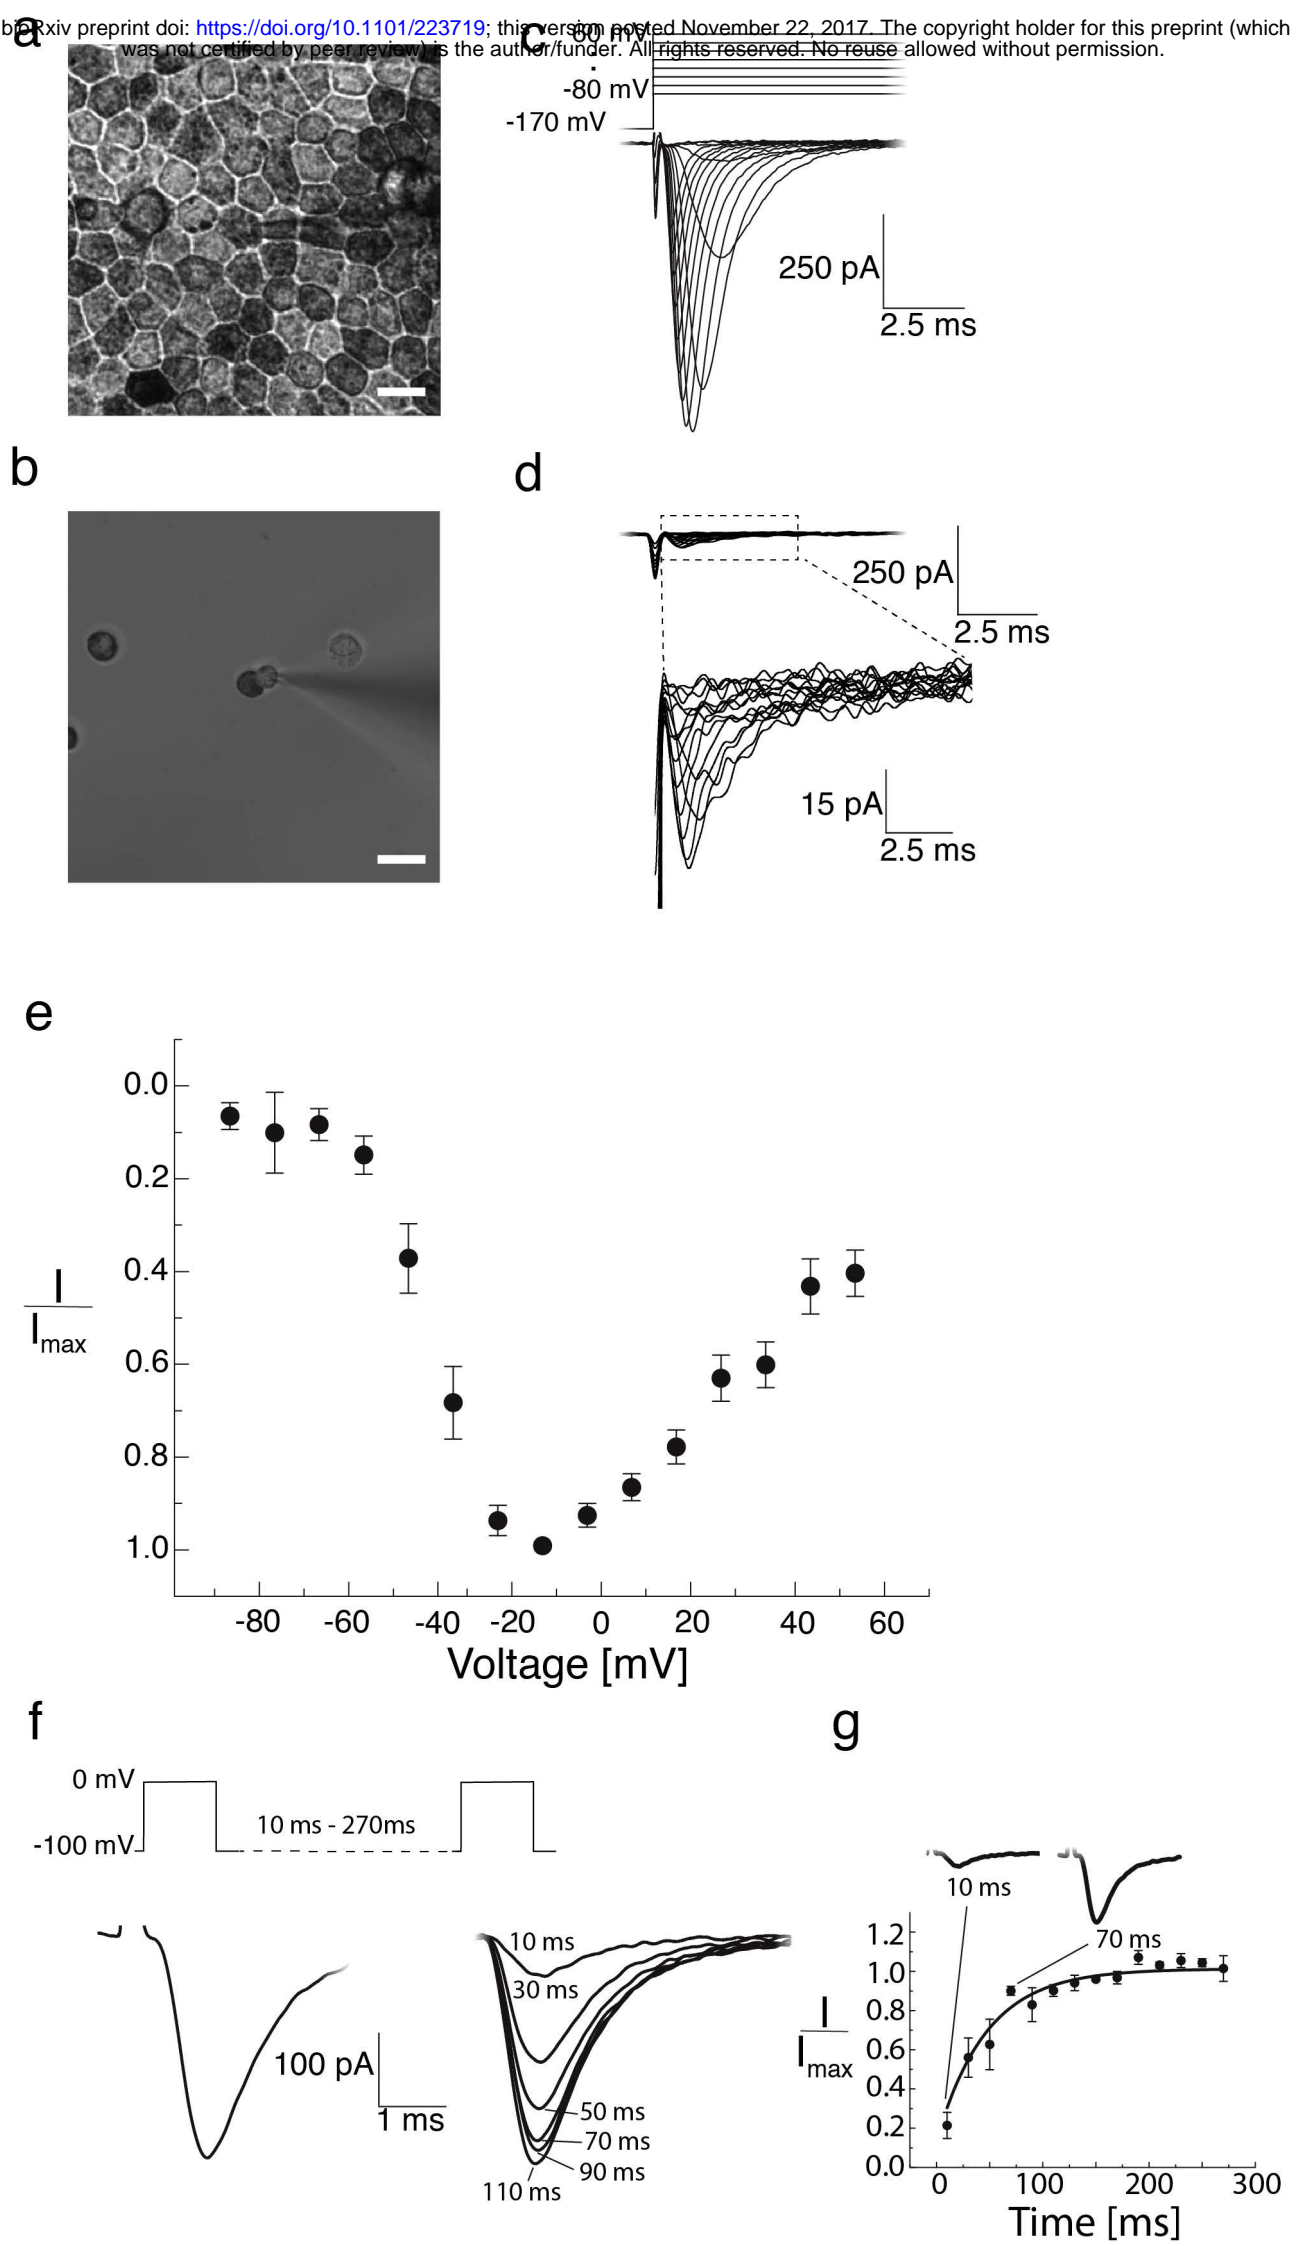 bioRxiv preprint doi: https://doi.org/10.1101/223719; this version posted November 22, 2017. The copyright holder for this preprint (which
was not certified by peer review) is the author/funder. All rights reserved. No reuse allowed without permission.
a
c
60 mV
-80 mV
-170 mV
250 pA
2.5 ms
b
d
250 pA
2.5 ms
15 pA
2.5 ms
e
0.0
0.2
0.4
I
Imax
0.6
0.8
1.0
-80 -60 -40 -20 0 20 40 60
Voltage [mV]
f
0 mV
10 ms - 270ms
-100 mV
10 ms
30 ms
100 pA
1 ms
50 ms
70 ms
90 ms
110 ms
g
10 ms
70 ms
1.2
1.0
0.8
I
Imax
0.6
0.4
0.2
0.0
0 100 200 300
Time [ms]